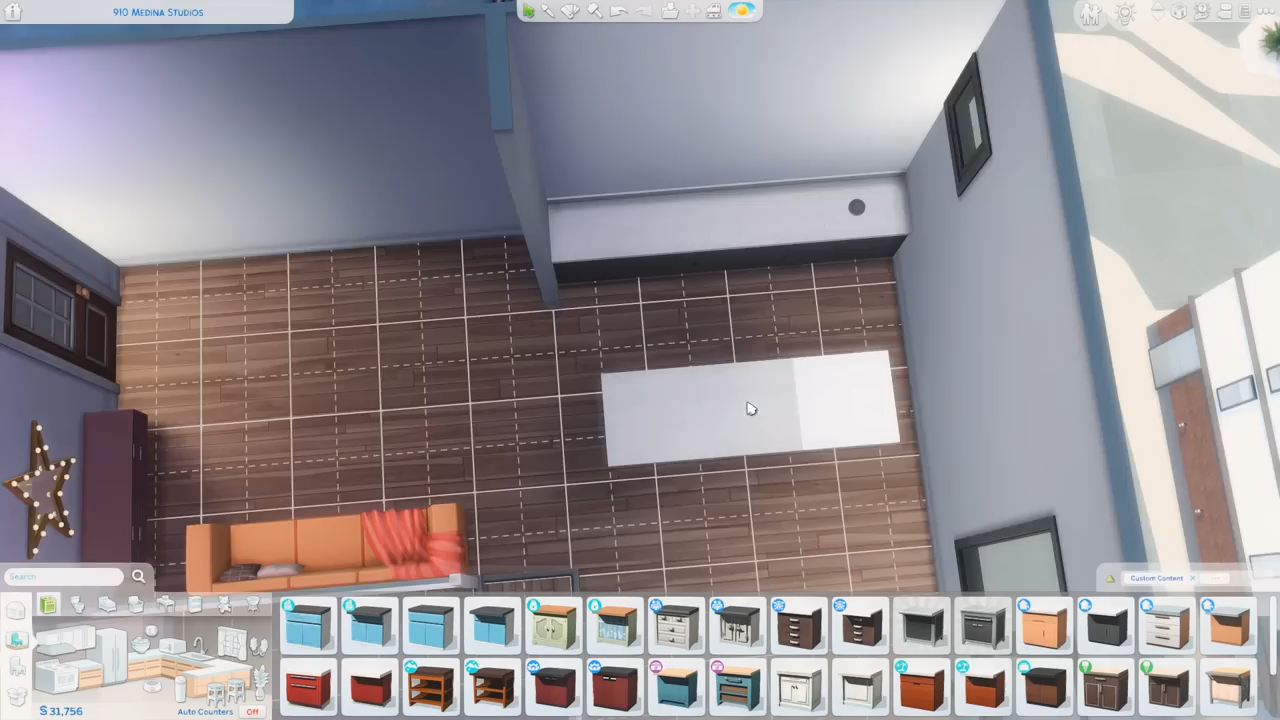 910 Medina Studios
Search
Custom Content
$31,756
Auto Counters
Off